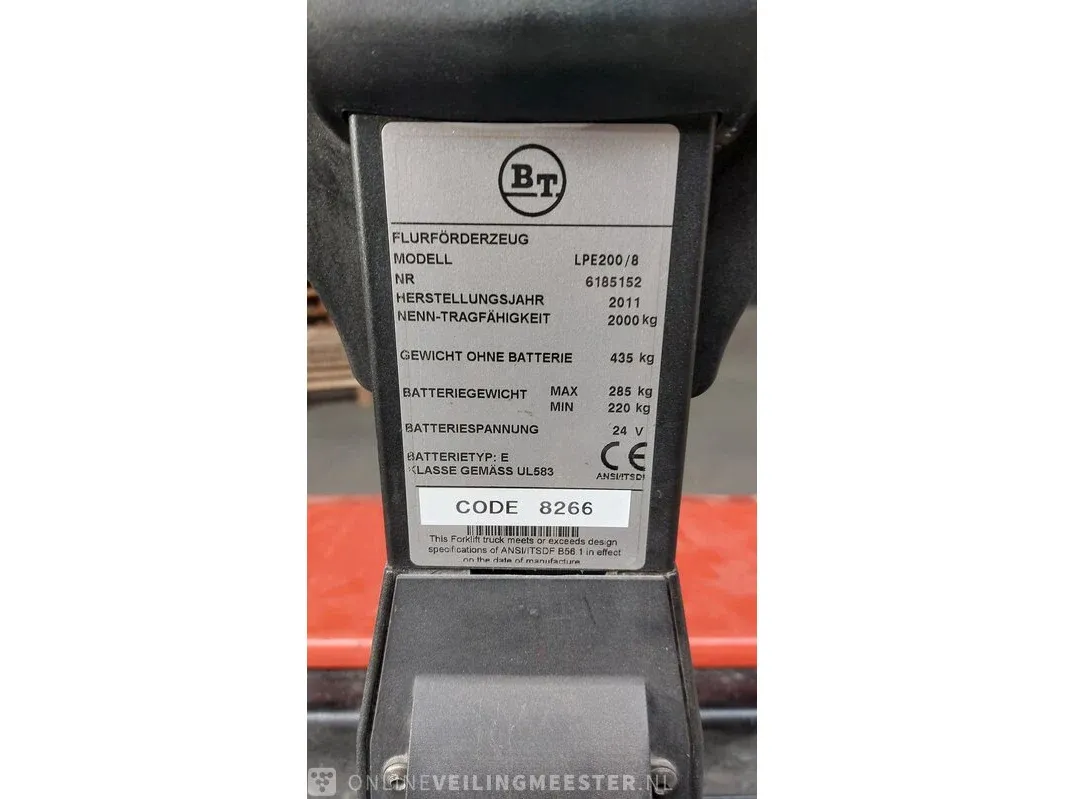 BT
FLURFÖRDERZEUG
MODELL LPE200/8
NR 6185152
HERSTELLUNGSJAHR 2011
NENN-TRAGFÄHIGKEIT 2000 kg
GEWICHT OHNE BATTERIE 435 kg
BATTERIEGEWICHT MAX 285 kg
MIN 220 kg
BATTERIESPANNUNG 24 V
BATTERIETYP: E
KLASSE GEMÄSS UL583
CE
ANSI/ITSDF
CODE 8266
This Forklift truck meets or exceeds design
specifications of ANSI/ITSDF B56.1 in effect
on the date of manufacture
ONLINEVEILINGMEESTER.NL